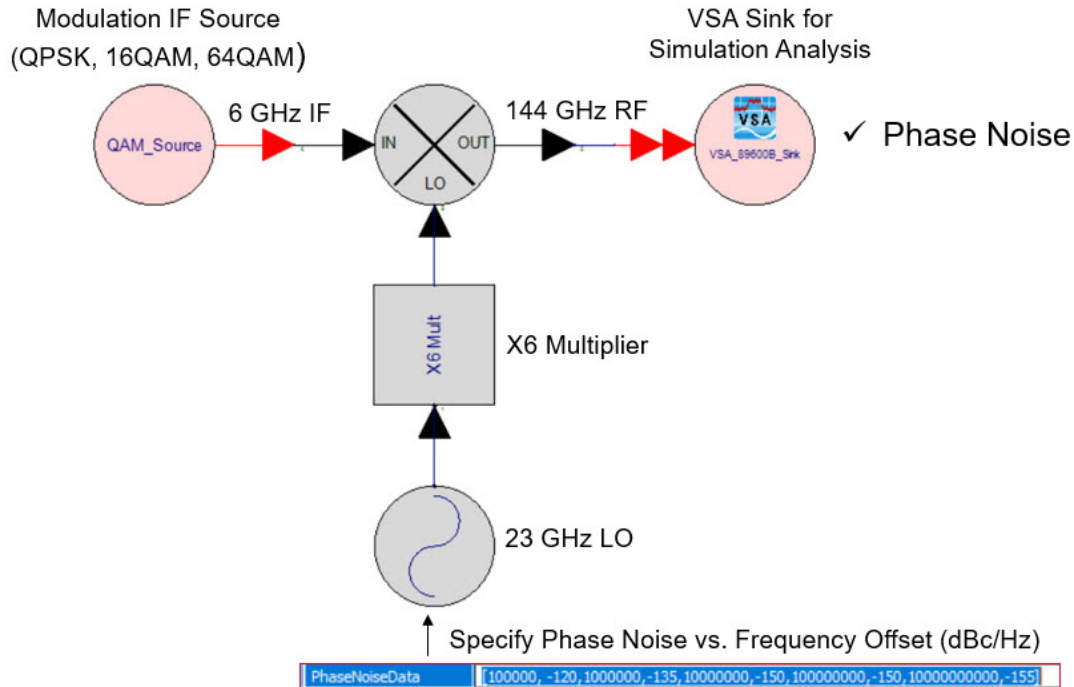 Modulation IF Source
(QPSK, 16QAM, 64QAM)
VSA Sink for
Simulation Analysis
QAM_Source
6 GHz IF
IN
OUT
LO
144 GHz RF
VSA
VSA_89600B_Sink
✓ Phase Noise
X6 Mult
X6 Multiplier
23 GHz LO
Specify Phase Noise vs. Frequency Offset (dBc/Hz)
PhaseNoiseData
[100000, -120,1000000,-135,10000000,-150,100000000,-150,10000000000,-155]